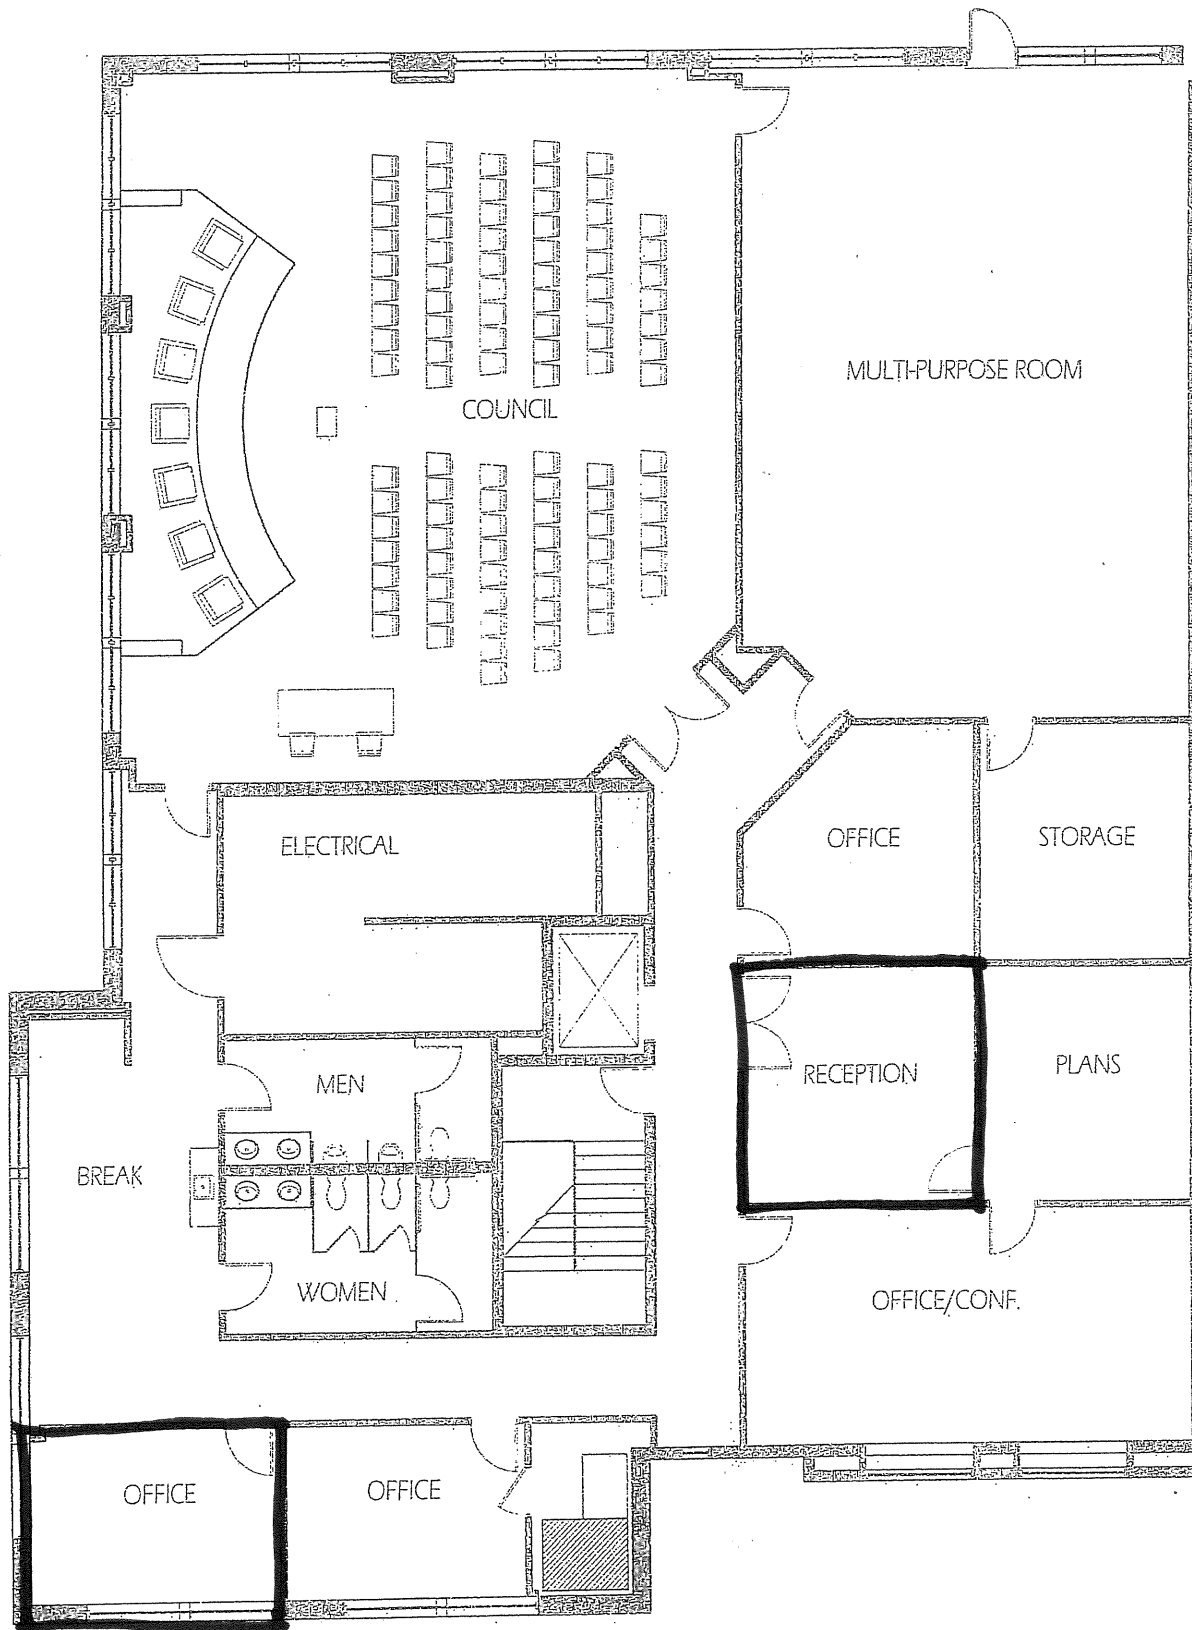 MULTI-PURPOSE ROOM
COUNCIL
ELECTRICAL
OFFICE
STORAGE
MEN
RECEPTION
PLANS
BREAK
WOMEN
OFFICE/CONF.
OFFICE
OFFICE